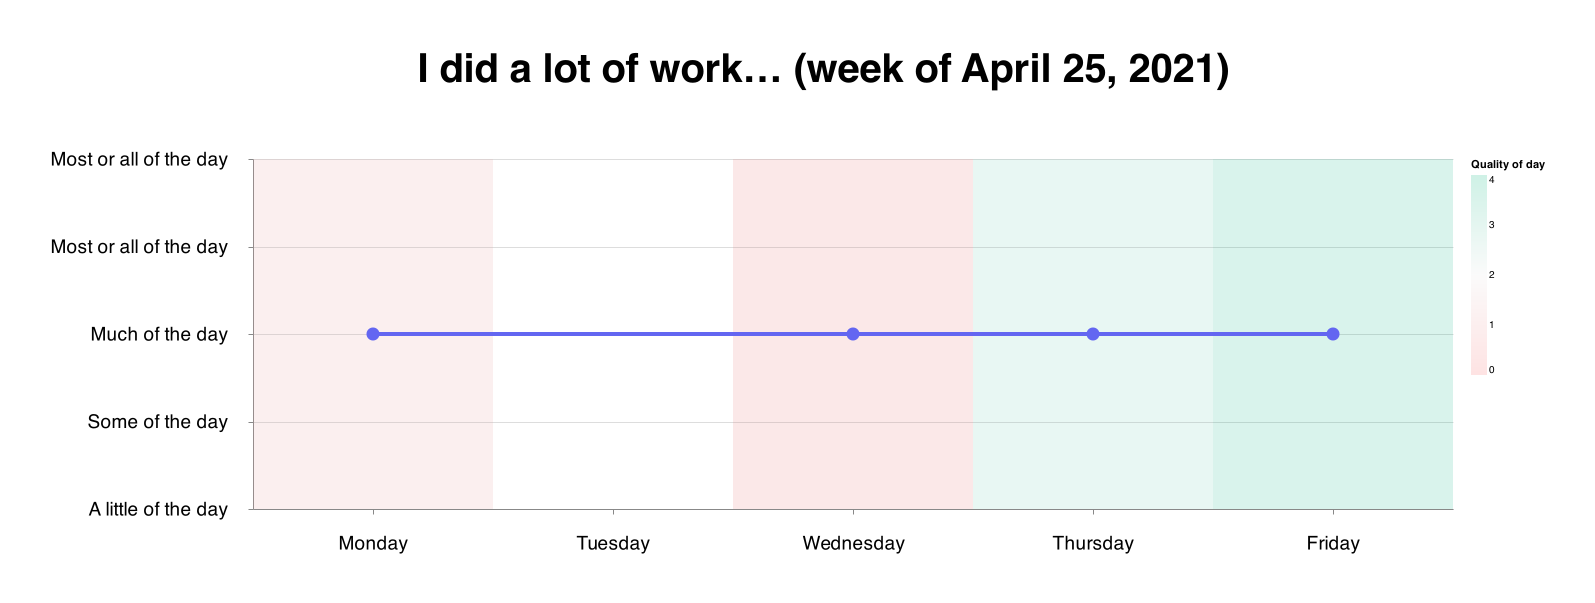 I did a lot of work… (week of April 25, 2021)
Most or all of the day
Most or all of the day
Much of the day
Some of the day
A little of the day
Monday Tuesday Wednesday Thursday Friday
Quality of day
4
3
2
1
0